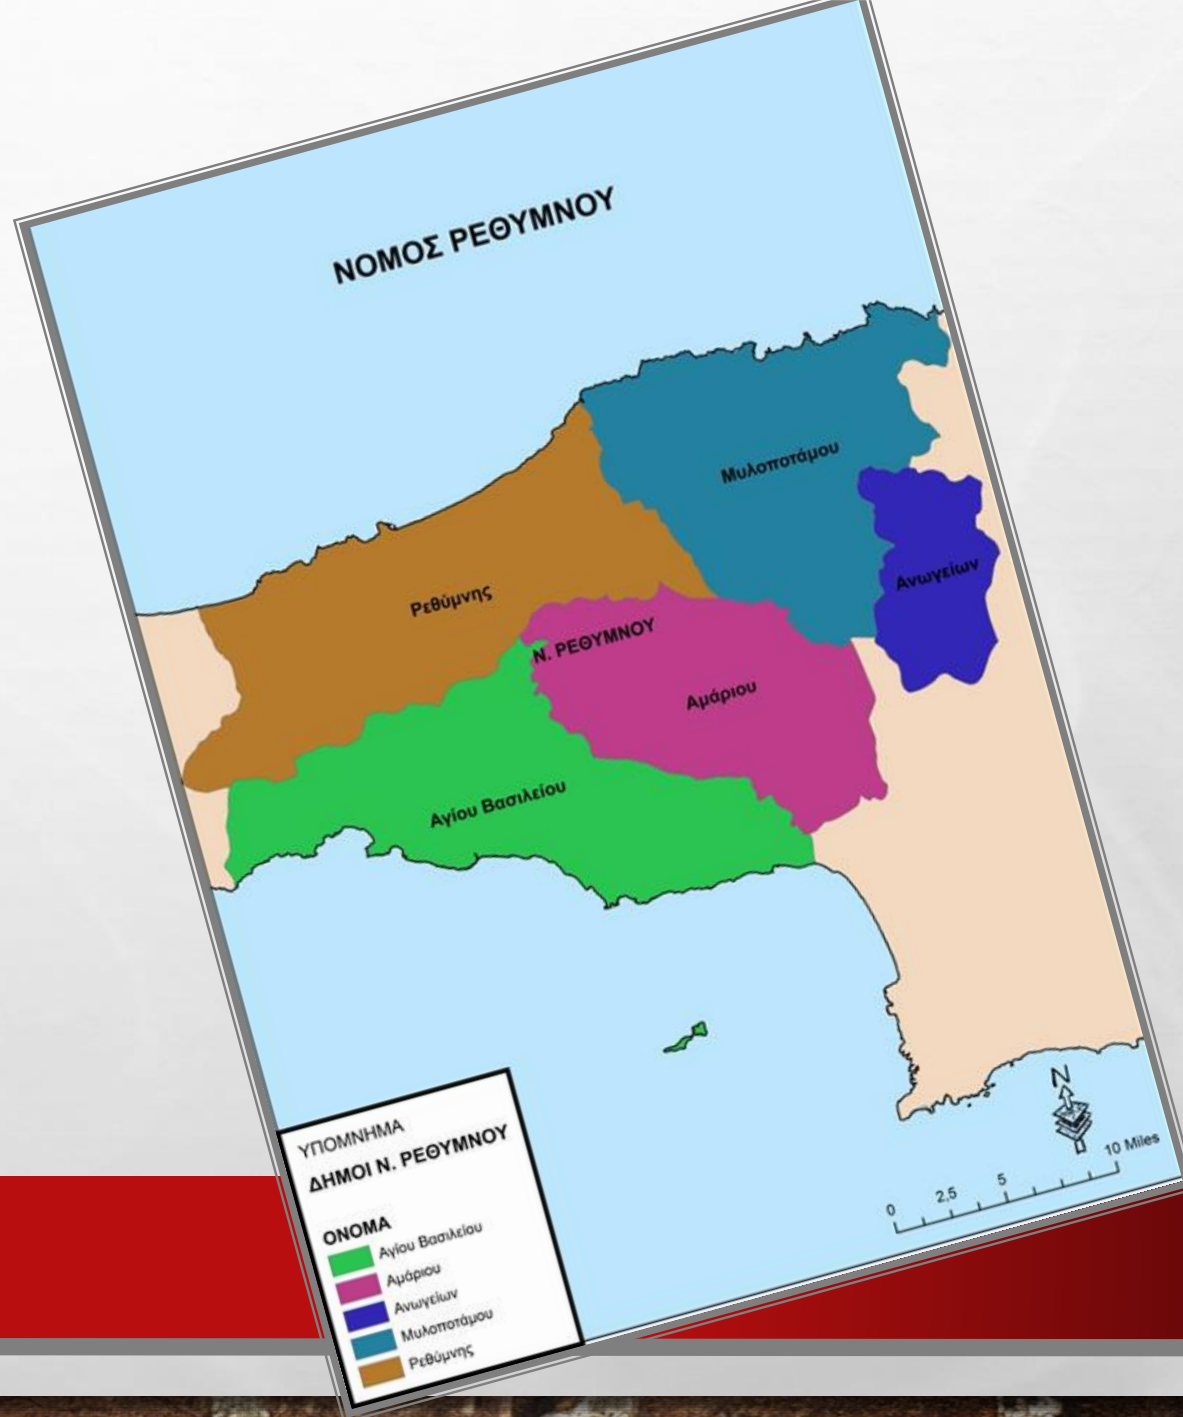 ΝΟΜΟΣ ΡΕΘΥΜΝΟΥ
Μυλοποτάμου
Ανωγείων
Ρεθύμνης
Ν. ΡΕΘΥΜΝΟΥ
Αμάριου
Αγίου Βασιλείου
N
0 2,5 5 10 Miles
ΥΠΟΜΝΗΜΑ
ΔΗΜΟΙ Ν. ΡΕΘΥΜΝΟΥ
ΟΝΟΜΑ
Αγίου Βασιλείου
Αμάριου
Ανωγείων
Μυλοποτάμου
Ρεθύμνης